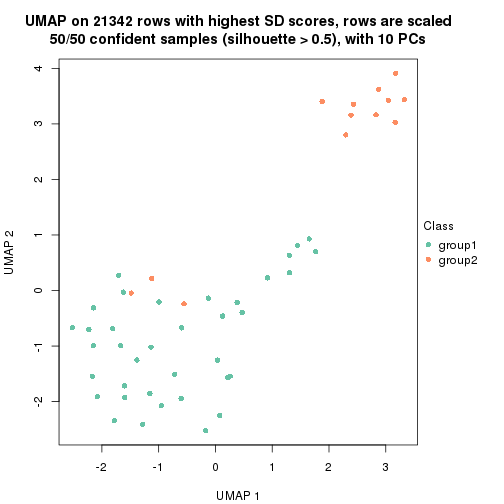 UMAP on 21342 rows with highest SD scores, rows are scaled
50/50 confident samples (silhouette > 0.5), with 10 PCs
4
3
2
1
0
-1
-2
UMAP 2
Class
group1
group2
-2 -1 0 1 2 3
UMAP 1